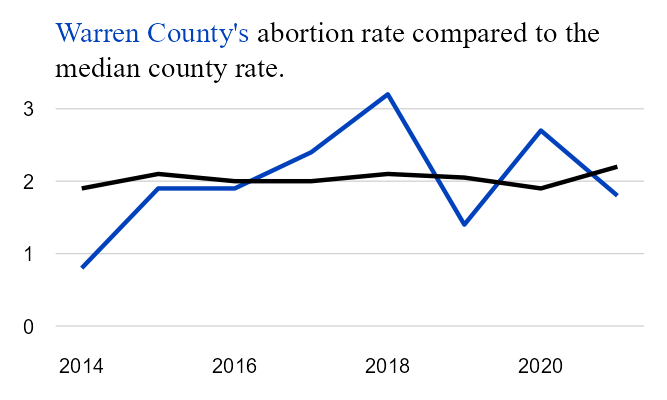 Warren County's abortion rate compared to the
median county rate.
3
2
1
0
2014 2016 2018 2020